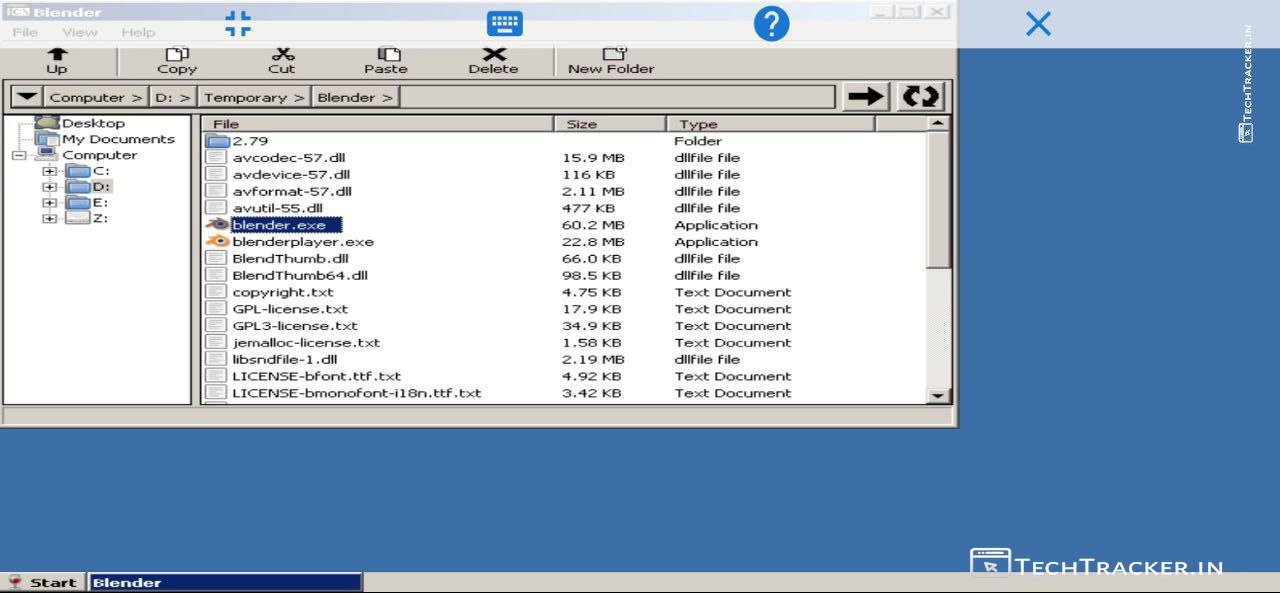 Blender
File View Help
Up Copy Cut Paste Delete New Folder
Computer > D: > Temporary > Blender >
Desktop
My Documents
Computer
C:
D:
E:
Z:
File Size Type
2.79 Folder
avcodec-57.dll 15.9 MB dllfile file
avdevice-57.dll 116 KB dllfile file
avformat-57.dll 2.11 MB dllfile file
avutil-55.dll 477 KB dllfile file
blender.exe 60.2 MB Application
blenderplayer.exe 22.8 MB Application
BlendThumb.dll 66.0 KB dllfile file
BlendThumb64.dll 98.5 KB dllfile file
copyright.txt 4.75 KB Text Document
GPL-license.txt 17.9 KB Text Document
GPL3-license.txt 34.9 KB Text Document
jemalloc-license.txt 1.58 KB Text Document
libsndfile-1.dll 2.19 MB dllfile file
LICENSE-bfont.ttf.txt 4.92 KB Text Document
LICENSE-bmonofont-i18n.ttf.txt 3.42 KB Text Document
TECHTRACKER.IN
TECHTRACKER.IN
Start Blender